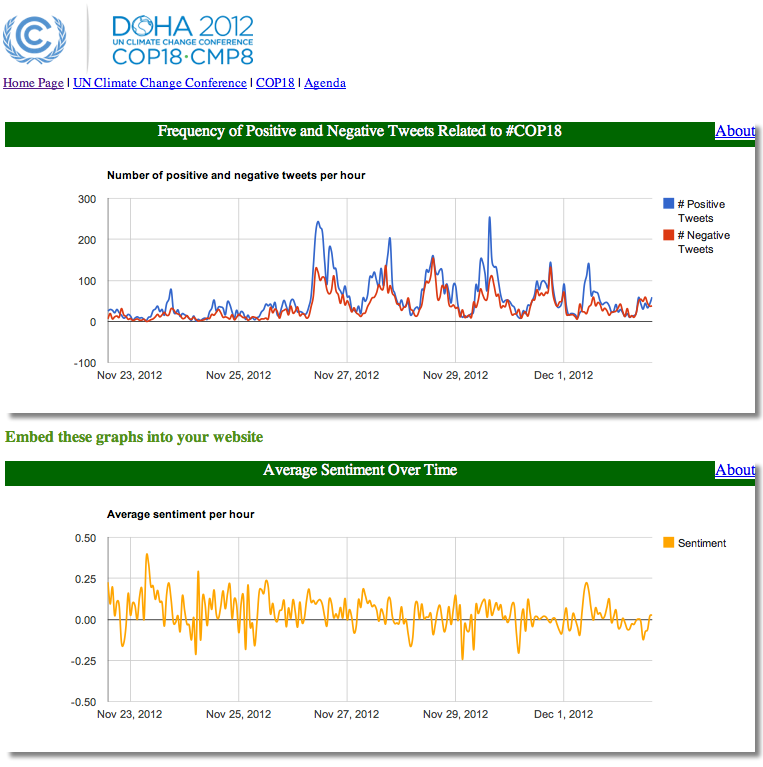 DOHA 2012
UN CLIMATE CHANGE CONFERENCE
COP18·CMP8
Home Page | UN Climate Change Conference | COP18 | Agenda
Frequency of Positive and Negative Tweets Related to #COP18
About
Number of positive and negative tweets per hour
300
200
100
0
-100
# Positive
Tweets
# Negative
Tweets
Nov 23, 2012 Nov 25, 2012 Nov 27, 2012 Nov 29, 2012 Dec 1, 2012
Embed these graphs into your website
Average Sentiment Over Time
About
Average sentiment per hour
0.50
0.25
0.00
-0.25
-0.50
Sentiment
Nov 23, 2012 Nov 25, 2012 Nov 27, 2012 Nov 29, 2012 Dec 1, 2012